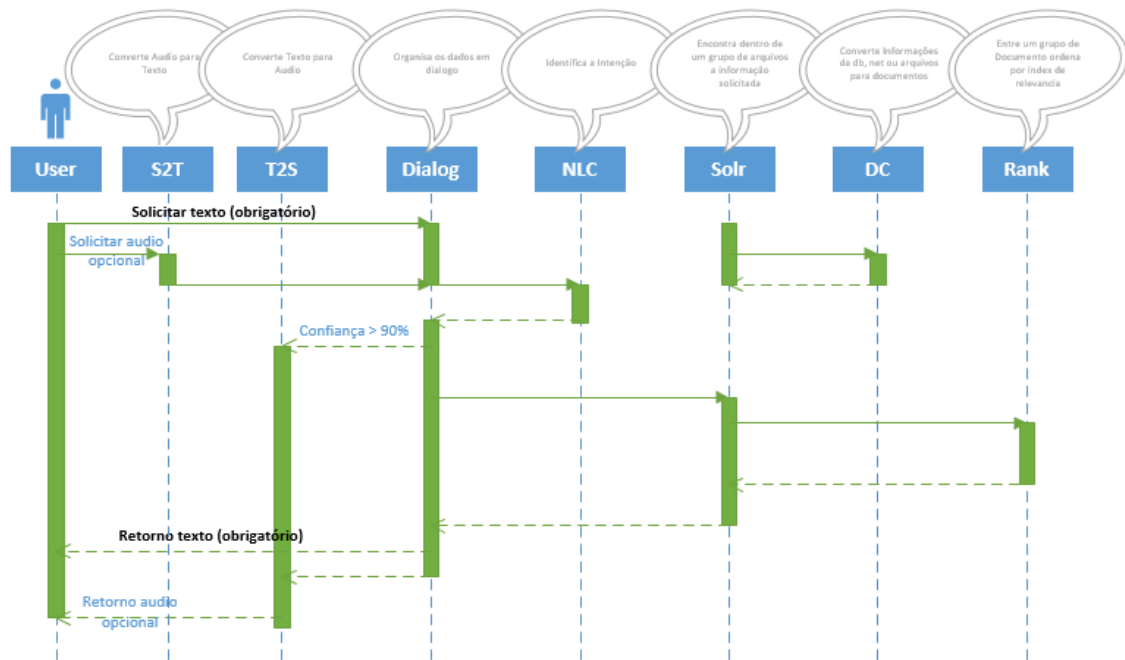 Converte Audio para
Texto
Converte Texto para
Audio
Organisa os dados em
dialogo
Identifica a Intenção
Encontra dentro de
um grupo de arquivos
a informação
solicitada
Converte Informações
da db, net ou arquivos
para documentos
Entre um grupo de
Documento ordena
por index de
relevancia
User
S2T
T2S
Dialog
NLC
Solr
DC
Rank
Solicitar texto (obrigatório)
Solicitar audio
opcional
Confiança > 90%
Retorno texto (obrigatório)
Retorno audio
opcional